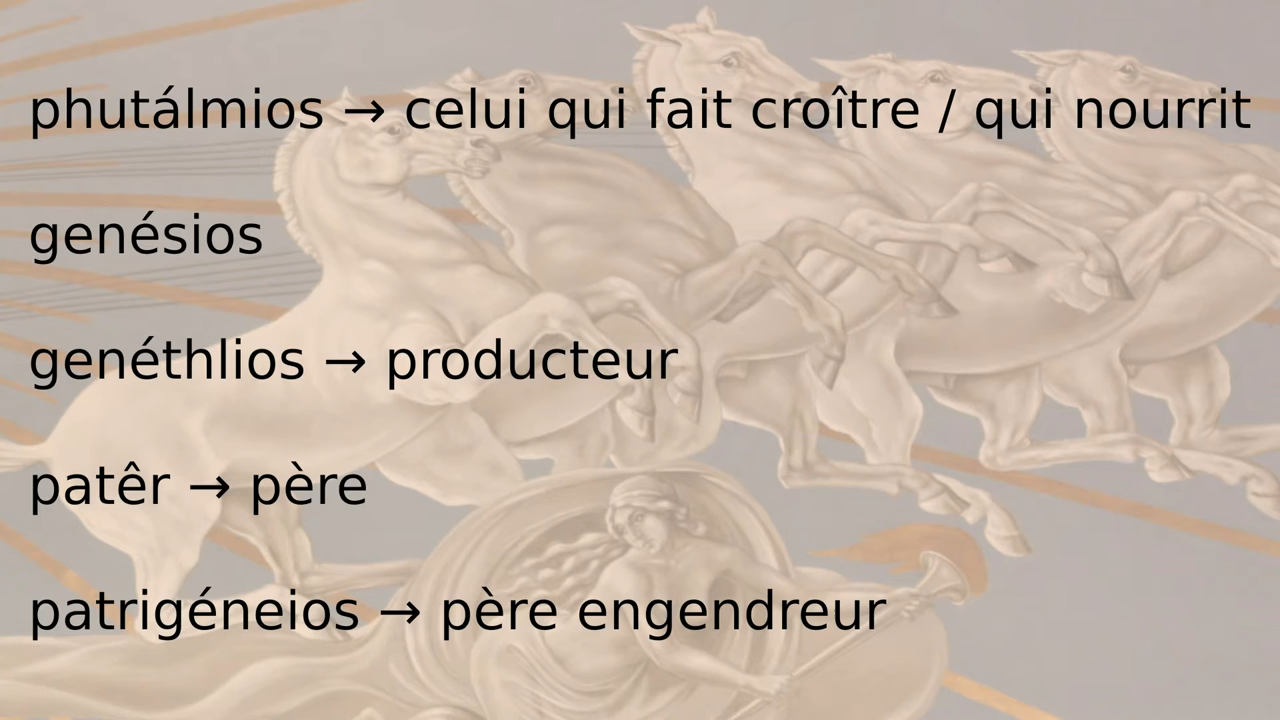 phutálmios → celui qui fait croître / qui nourrit
genésios
genéthlios → producteur
patêr → père
patrigéneios → père engendreur